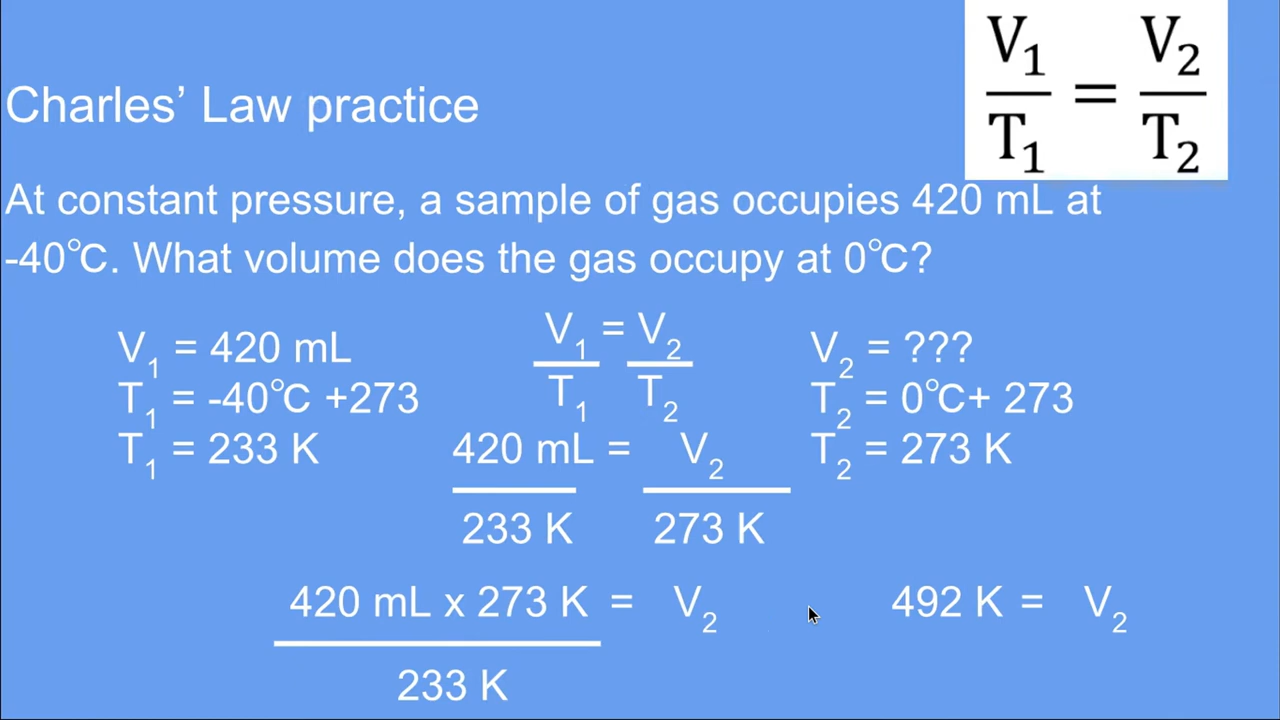 V1 = V2
T1 T2
Charles’ Law practice
At constant pressure, a sample of gas occupies 420 mL at
-40℃. What volume does the gas occupy at 0℃?
V1 = 420 mL
T1 = -40℃ +273
T1 = 233 K
V1 = V2
T1 T2
420 mL = V2
233 K 273 K
V2 = ???
T2 = 0℃+ 273
T2 = 273 K
420 mL x 273 K = V2
233 K
492 K = V2